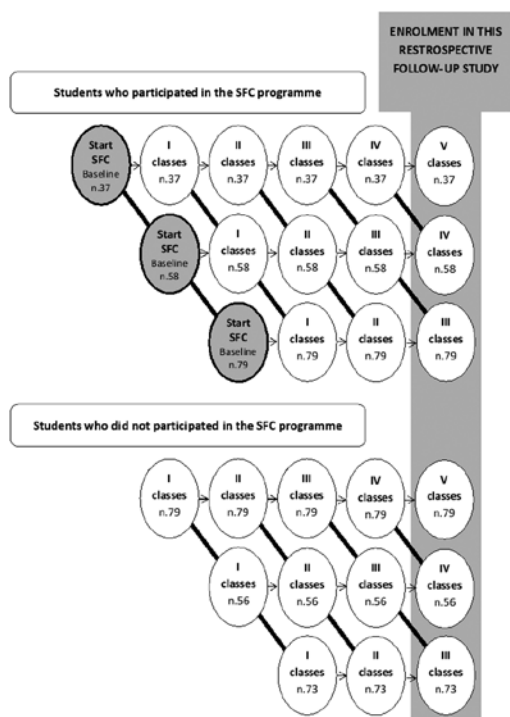 ENROLMENT IN THIS
RESTROSPECTIVE
FOLLOW-UP STUDY
Students who participated in the SFC programme
Start
SFC
Baseline
n.37
I
classes
n.37
II
classes
n.37
III
classes
n.37
IV
classes
n.37
V
classes
n.37
Start
SFC
Baseline
n.58
I
classes
n.58
II
classes
n.58
III
classes
n.58
IV
classes
n.58
Start
SFC
Baseline
n.79
I
classes
n.79
II
classes
n.79
III
classes
n.79
Students who did not participated in the SFC programme
I
classes
n.79
II
classes
n.79
III
classes
n.79
IV
classes
n.79
V
classes
n.79
I
classes
n.56
II
classes
n.56
III
classes
n.56
IV
classes
n.56
I
classes
n.73
II
classes
n.73
III
classes
n.73